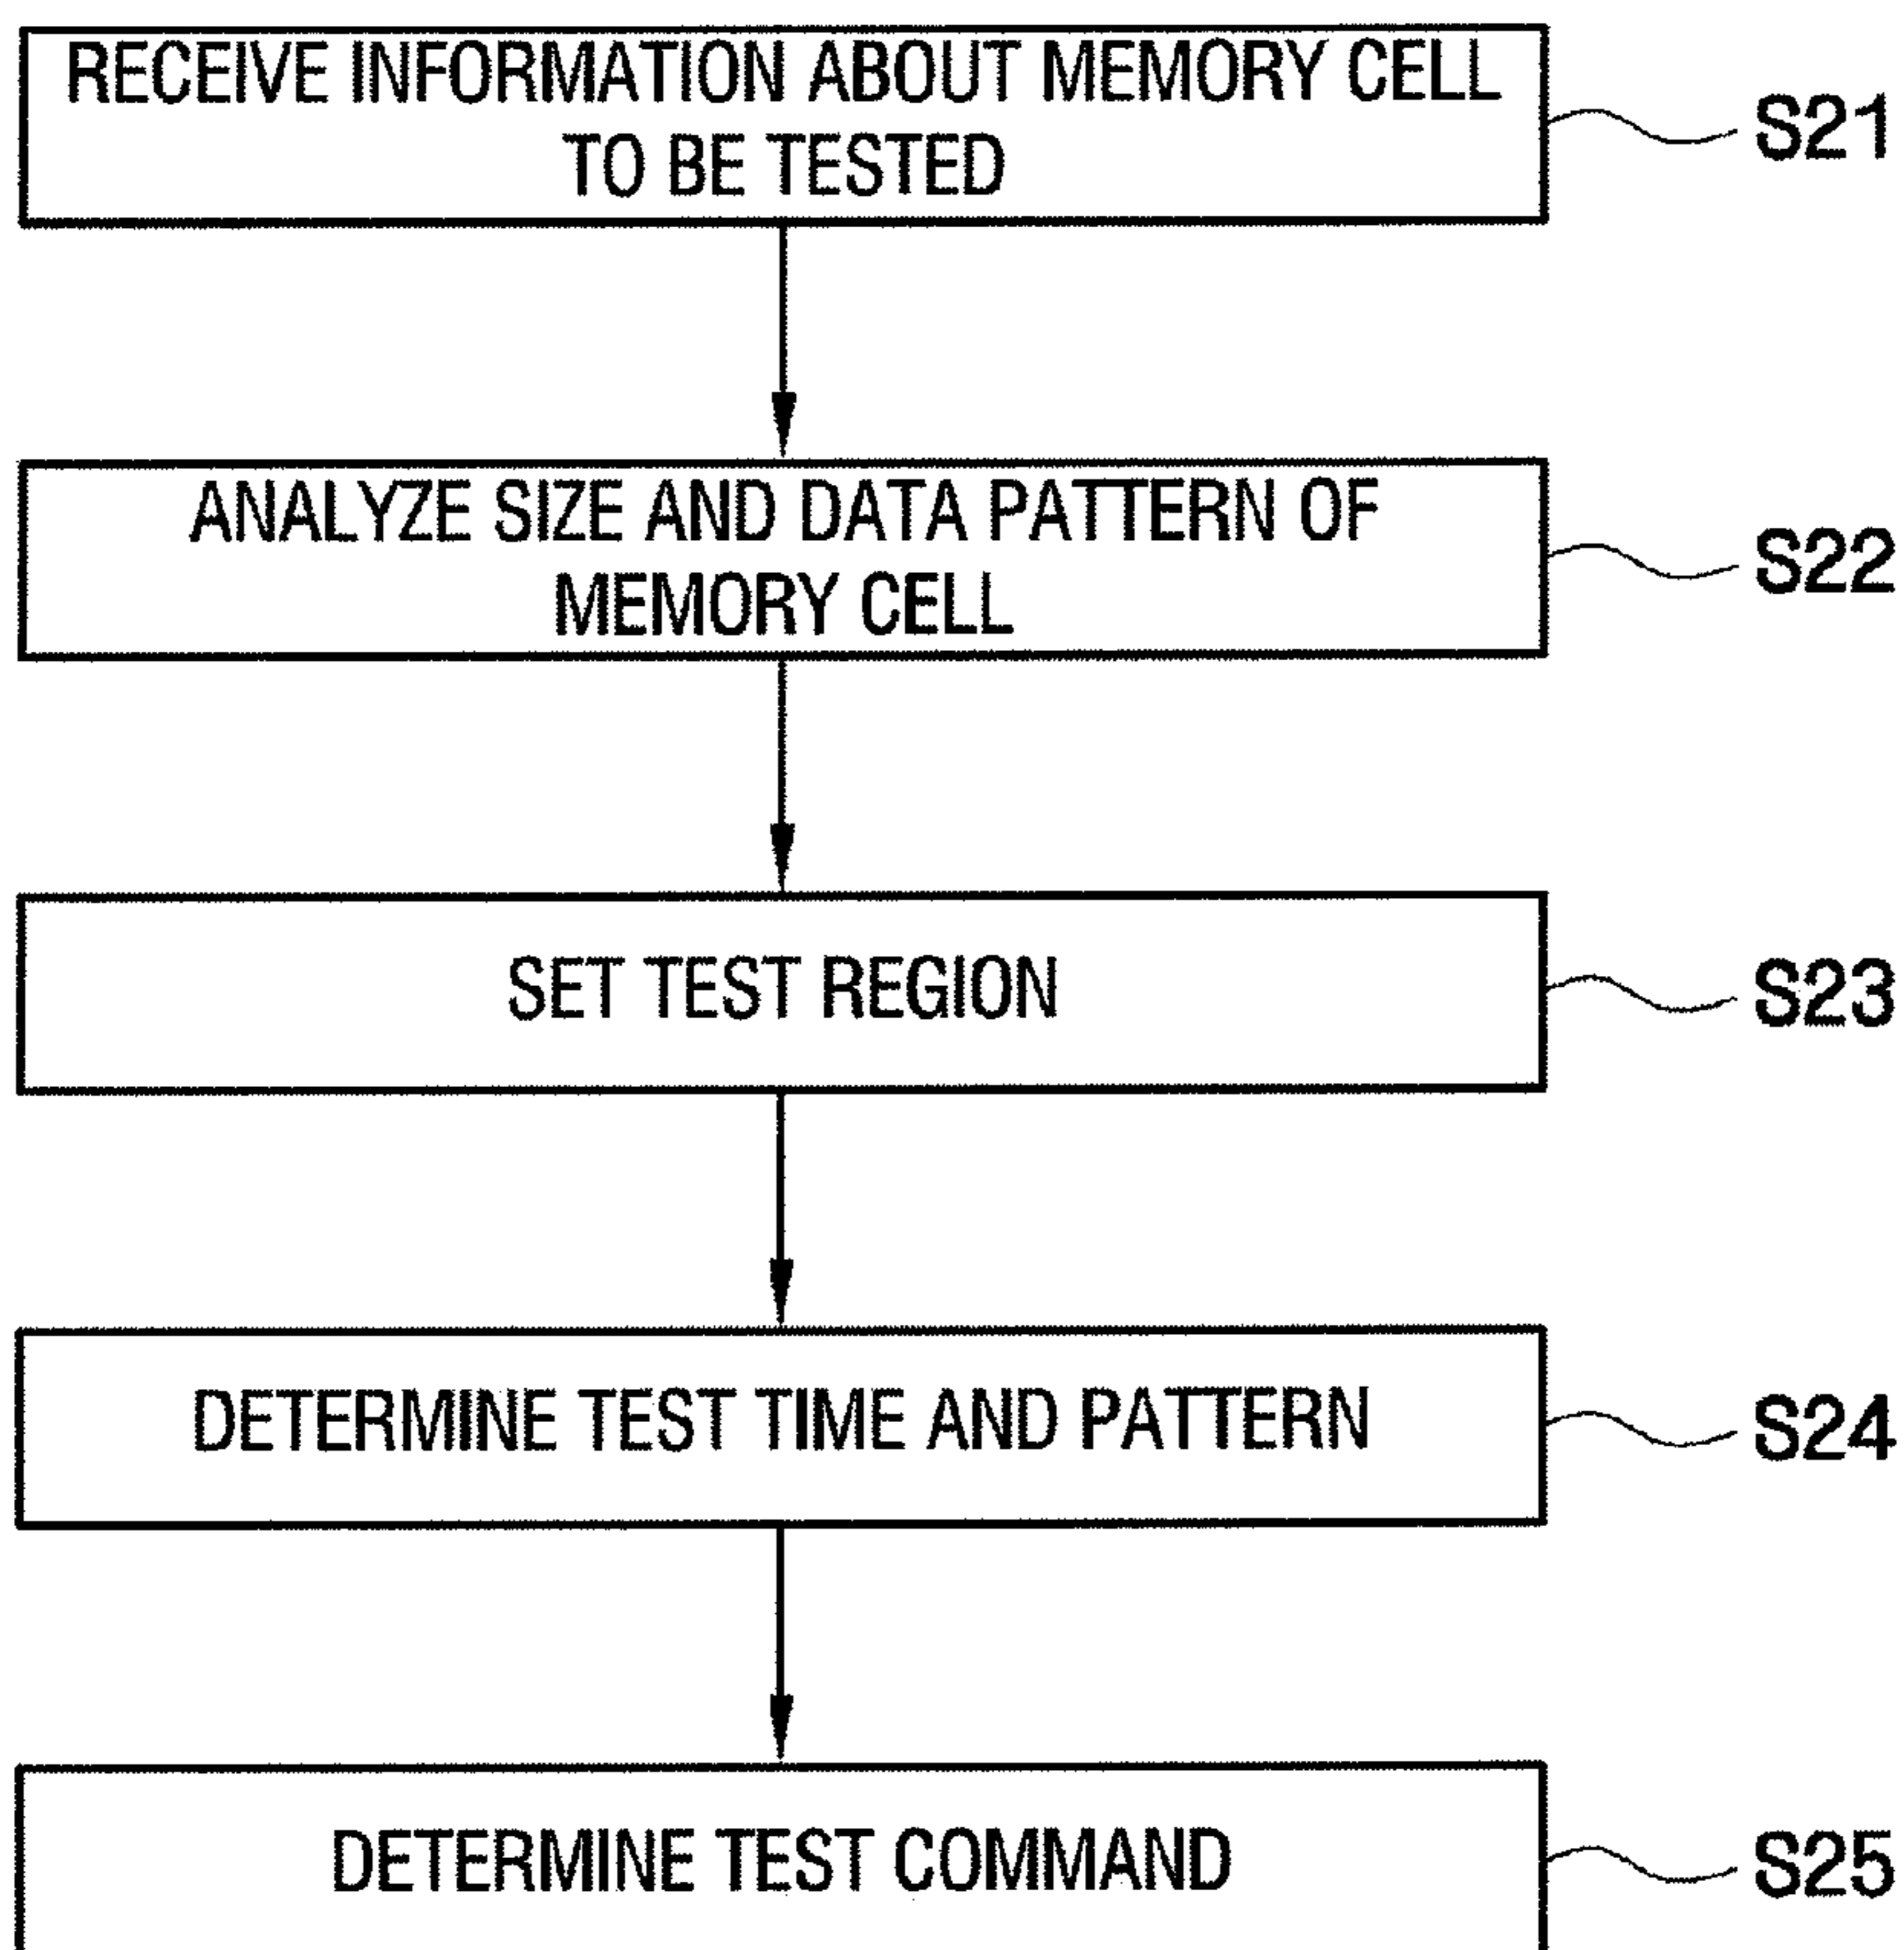 RECEIVE INFORMATION ABOUT MEMORY CELL
TO BE TESTED
S21
ANALYZE SIZE AND DATA PATTERN OF
MEMORY CELL
S22
SET TEST REGION
S23
DETERMINE TEST TIME AND PATTERN
S24
DETERMINE TEST COMMAND
S25